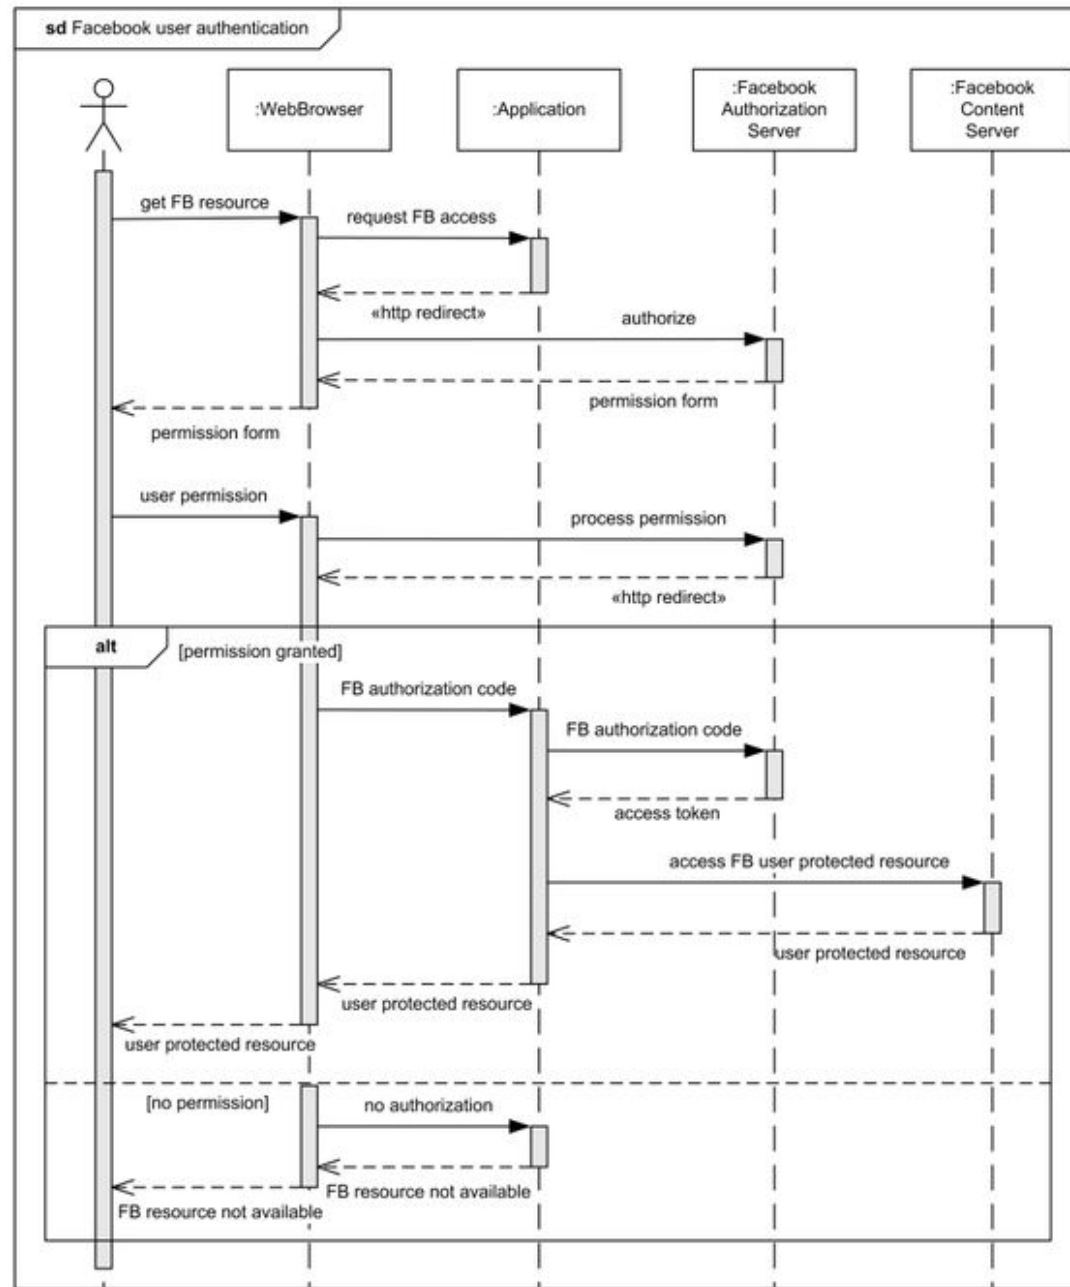 sd Facebook user authentication
:WebBrowser
:Application
:Facebook
Authorization
Server
:Facebook
Content
Server
get FB resource
request FB access
«http redirect»
authorize
permission form
permission form
user permission
process permission
«http redirect»
alt
[permission granted]
FB authorization code
FB authorization code
access token
access FB user protected resource
user protected resource
user protected resource
user protected resource
[no permission]
no authorization
FB resource not available
FB resource not available